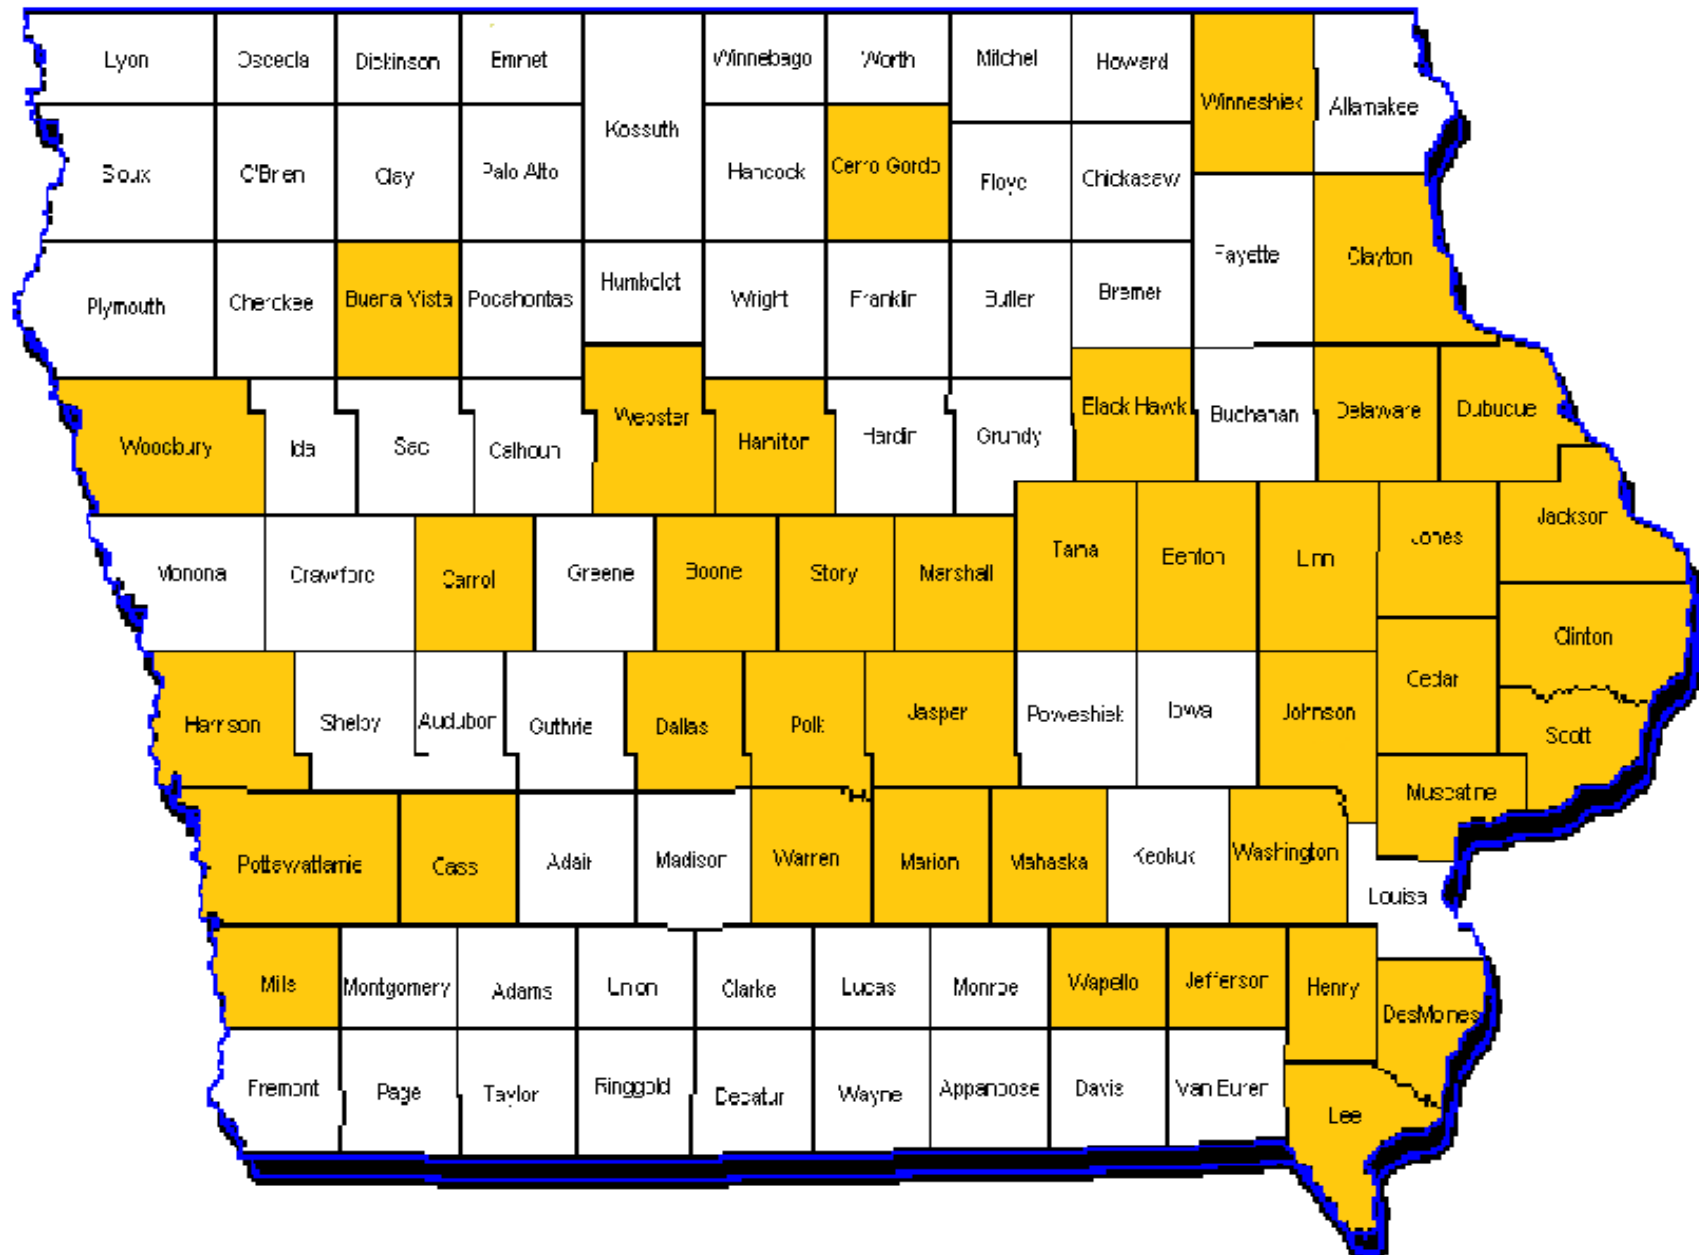 Lyon
Osceola
Dickinson
Emmet
Winnebago
Worth
Mitchel
Howard
Winneshiek
Allamakee
Kossuth
Sioux
O'Brien
Clay
Palo Alto
Hancock
Cerro Gordo
Floyd
Chickasaw
Fayette
Clayton
Plymouth
Cherokee
Buena Vista
Pocahontas
Humboldt
Wright
Franklin
Butler
Bremer
Woodbury
Ida
Sac
Calhoun
Webster
Hamilton
Hardin
Grundy
Black Hawk
Buchanan
Delaware
Dubuque
Monona
Crawford
Carrol
Greene
Boone
Story
Marshall
Tama
Benton
Linn
Jones
Jackson
Clinton
Harrison
Shelby
Audubon
Guthrie
Dallas
Polk
Jasper
Poweshiek
Iowa
Johnson
Cedar
Scott
Muscatine
Pottawattamie
Cass
Adair
Madison
Warren
Marion
Mahaska
Keokuk
Washington
Louisa
Mills
Montgomery
Adams
Union
Clarke
Lucas
Monroe
Wapello
Jefferson
Henry
DesMoines
Fremont
Page
Taylor
Ringgold
Decatur
Wayne
Appanoose
Davis
Van Buren
Lee